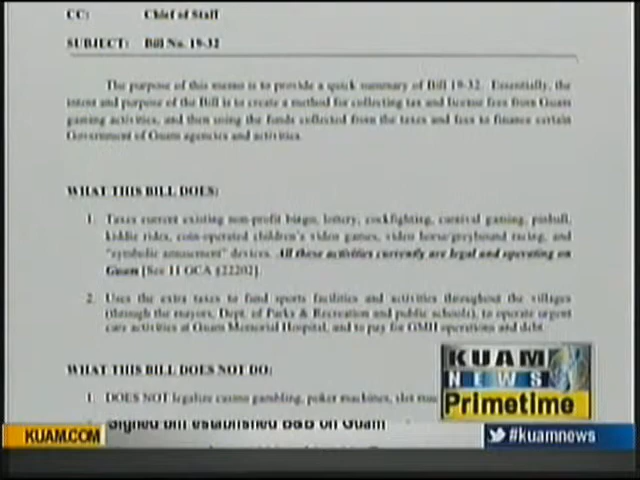 CC: Chief of Staff
SUBJECT: Bill No. 19-32
The purpose of this memo is to provide a quick summary of Bill 19-32. Essentially, the
intent and purpose of the Bill is to create a method for collecting tax and license fees from Guam
gaming activities, and then using the funds collected from the taxes and fees to finance certain
Government of Guam agencies and activities.
WHAT THIS BILL DOES:
1. Taxes current existing non-profit bingo, lottery, cockfighting, carnival gaming, pinball,
kiddie rides, coin-operated children's video games, video horse/greyhound racing, and
"symbolic amusement" devices. All these activities currently are legal and operating on
Guam [See 11 GCA §22202].
2. Uses the extra taxes to fund sports facilities and activities throughout the villages
(through the mayors, Dept. of Parks & Recreation and public schools), to operate urgent
care activities at Guam Memorial Hospital, and to pay for GMH operations and debt.
WHAT THIS BILL DOES NOT DO:
1. DOES NOT legalize casino gambling, poker machines, slot
KUAM
NEWS
Primetime
Signed bill established B&B on Guam
KUAM.COM
#kuamnews